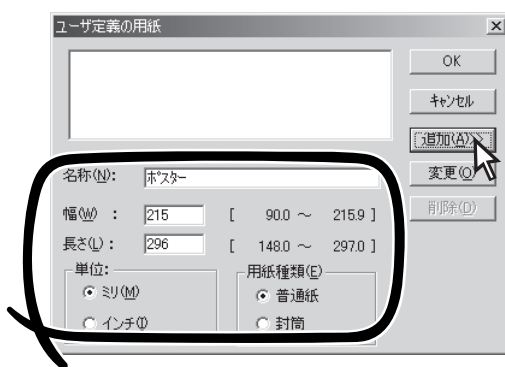 ユーザ定義の用紙
OK
キャンセル
追加(A)>>
名称(N): ﾎﾟｽﾀｰ
変更(O)
幅(W) : 215 [ 90.0 ～ 215.9 ]
削除(D)
長さ(L) : 296 [ 148.0 ～ 297.0 ]
単位: 用紙種類(E)
ミリ(M) 普通紙
インチ(I) 封筒